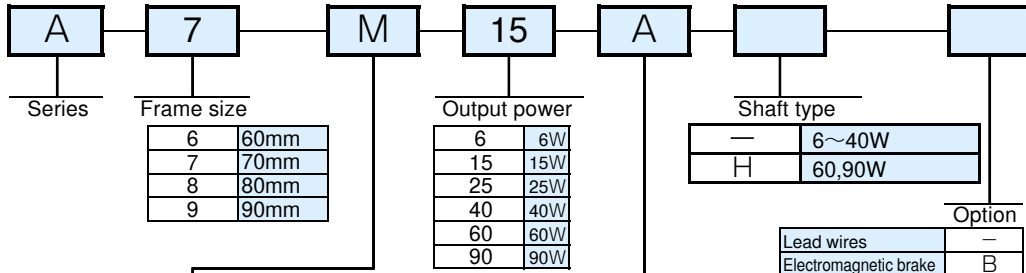 A 7 M 15 A
Series
Frame size
6 60mm
7 70mm
8 80mm
9 90mm
Output power
6 6W
15 15W
25 25W
40 40W
60 60W
90 90W
Shaft type
— 6〜40W
H 60,90W
Option
Lead wires —
Electromagnetic brake B